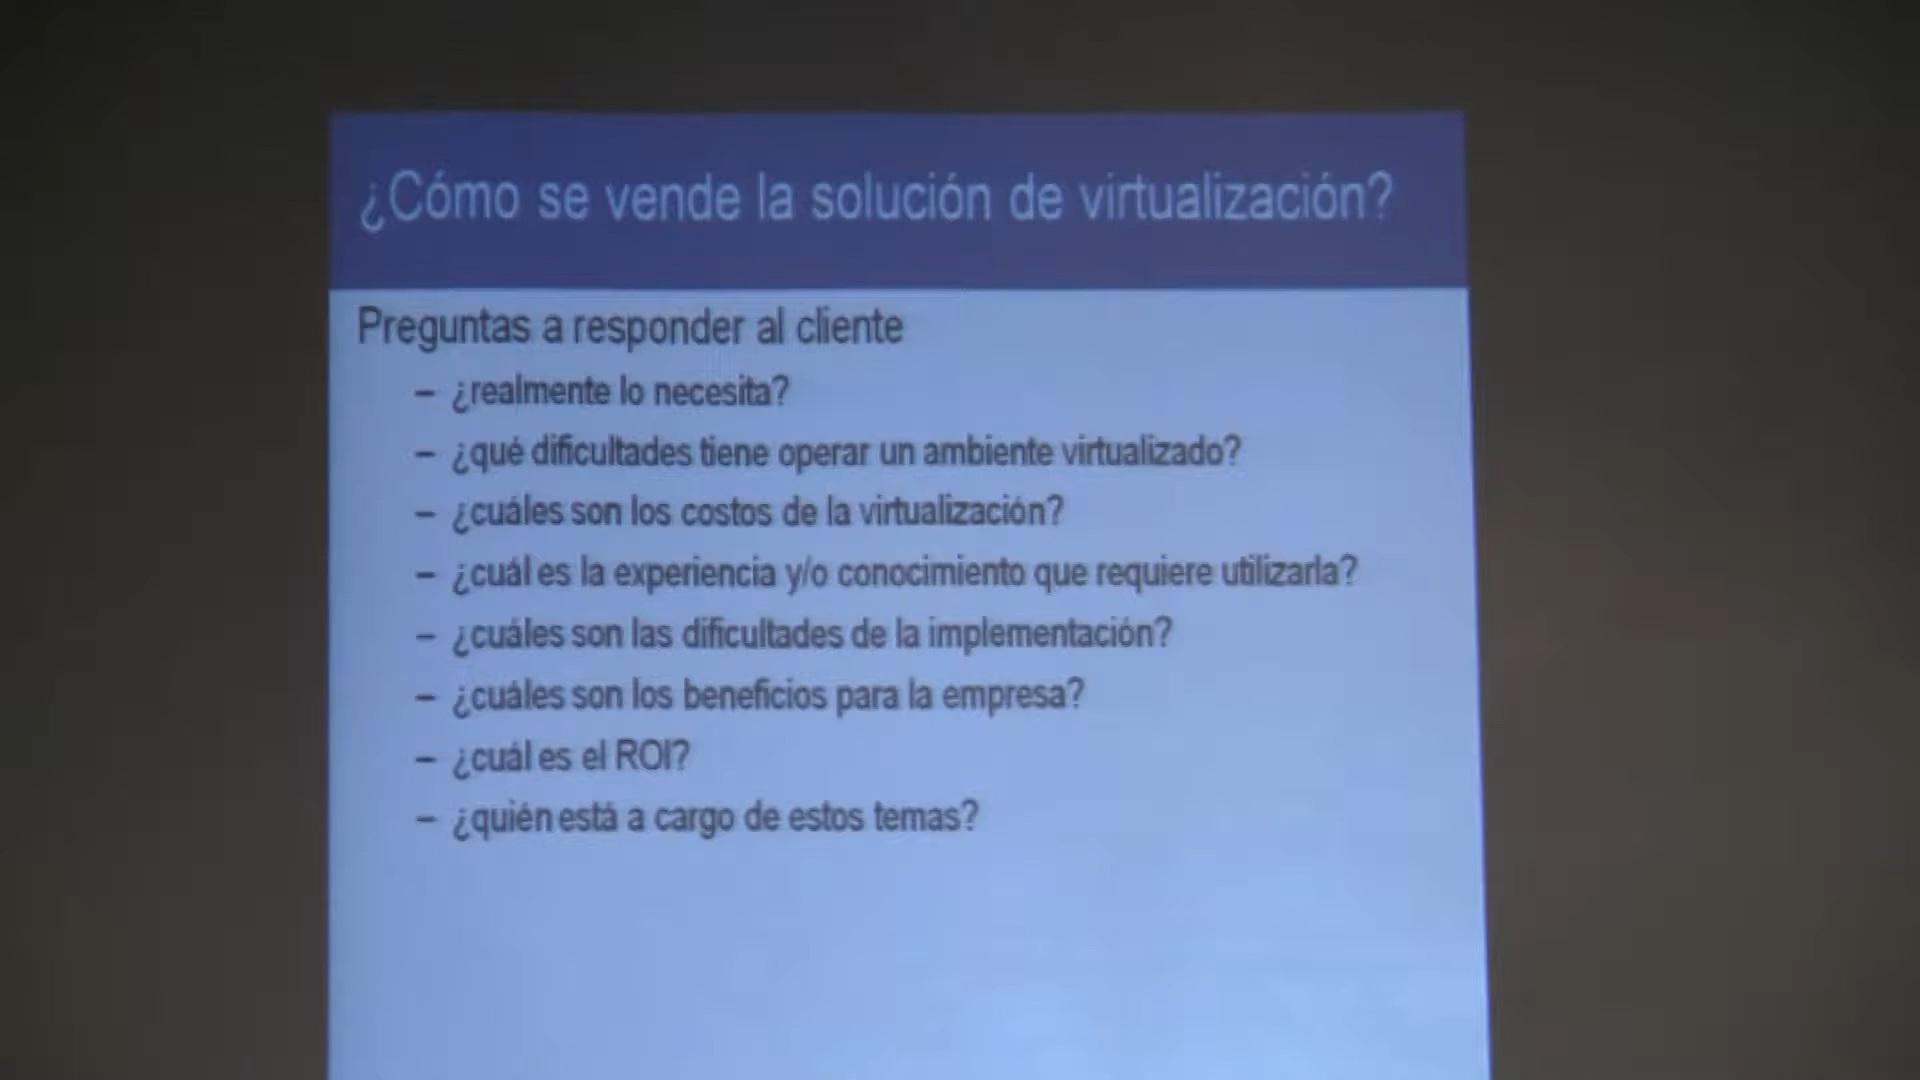 ¿Cómo se vende la solución de virtualización?
Preguntas a responder al cliente
– ¿realmente lo necesita?
– ¿qué dificultades tiene operar un ambiente virtualizado?
– ¿cuáles son los costos de la virtualización?
– ¿cuál es la experiencia y/o conocimiento que requiere utilizarla?
– ¿cuáles son las dificultades de la implementación?
– ¿cuáles son los beneficios para la empresa?
– ¿cuál es el ROI?
– ¿quién está a cargo de estos temas?